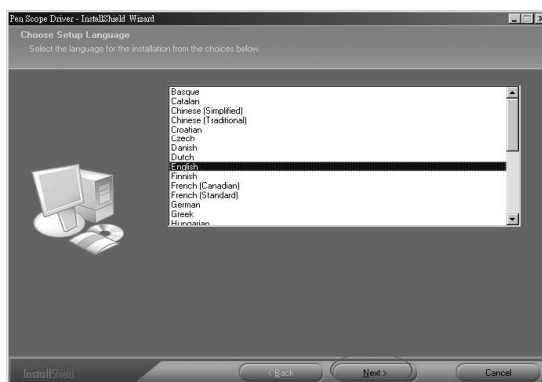 Pen Scope Driver - InstallShield Wizard
Choose Setup Language
Select the language for the installation from the choices below.
Basque
Catalan
Chinese (Simplified)
Chinese (Traditional)
Croatian
Czech
Danish
Dutch
English
Finnish
French (Canadian)
French (Standard)
German
Greek
Hungarian
InstallShield
< Back
Next >
Cancel